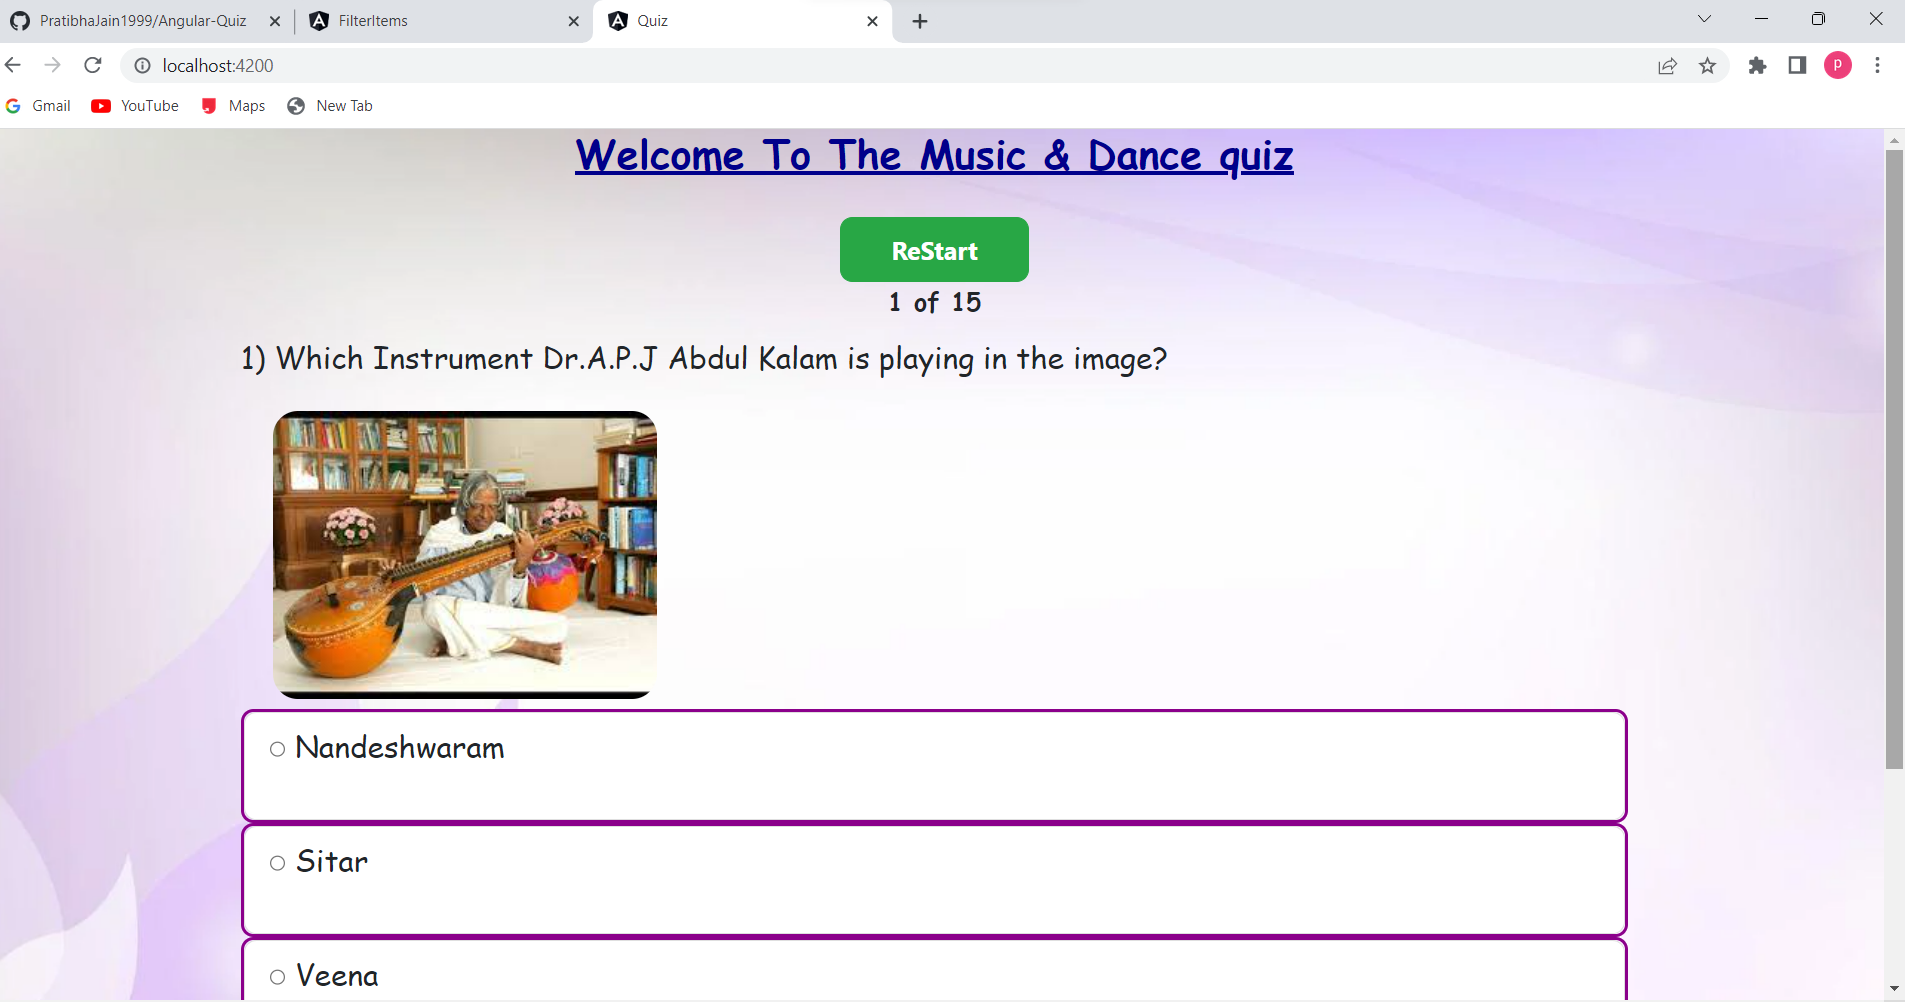 PratibhaJain1999/Angular-Quiz
FilterItems
Quiz
localhost:4200
P
Gmail
YouTube
Maps
New Tab
Welcome To The Music & Dance quiz
ReStart
1 of 15
1) Which Instrument Dr.A.P.J Abdul Kalam is playing in the image?
Nandeshwaram
Sitar
Veena